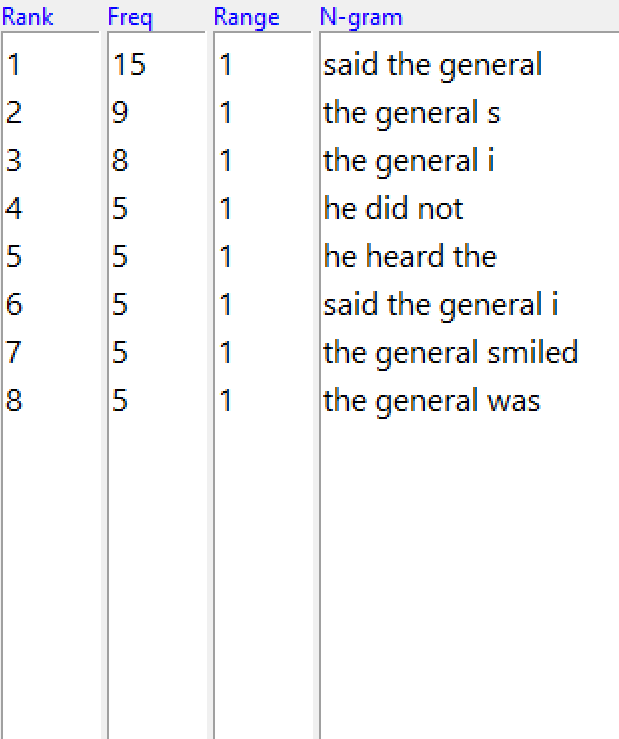 Rank Freq Range N-gram
1 15 1 said the general
2 9 1 the general s
3 8 1 the general i
4 5 1 he did not
5 5 1 he heard the
6 5 1 said the general i
7 5 1 the general smiled
8 5 1 the general was